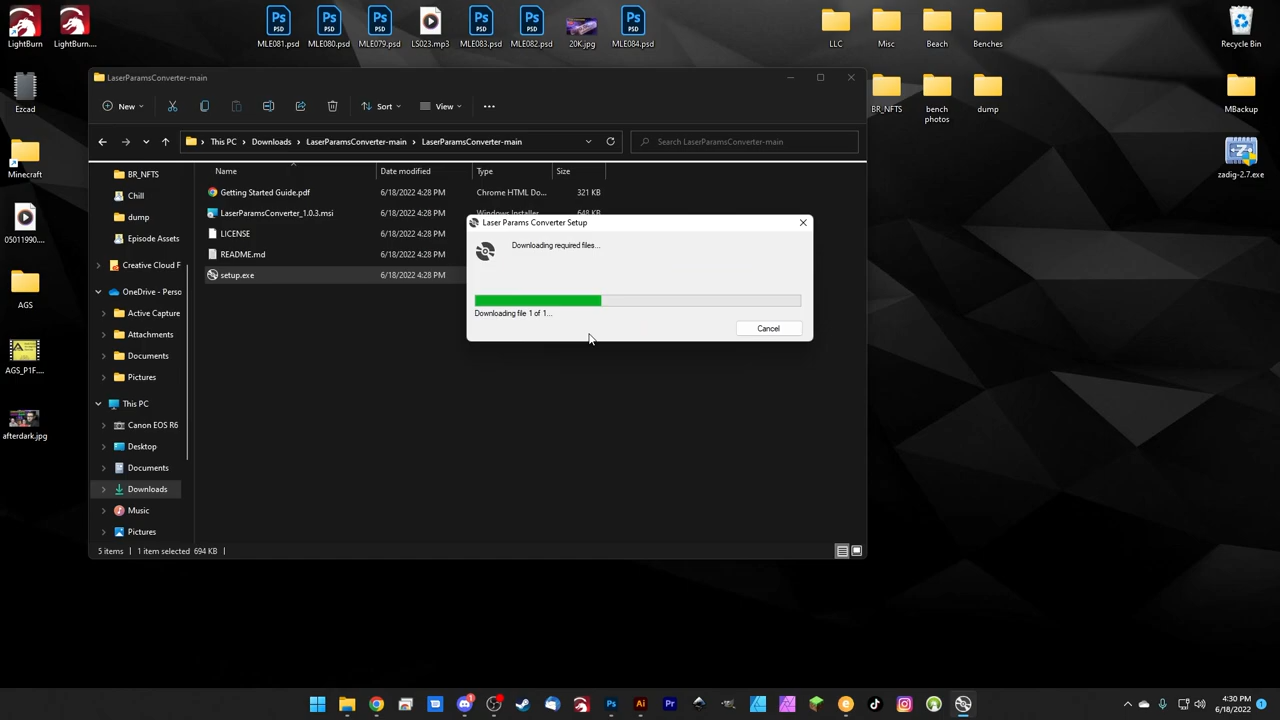 LightBurn
LightBurn....
MLE081.psd
MLE080.psd
MLE079.psd
LS023.mp3
MLE083.psd
MLE082.psd
20K.jpg
MLE084.psd
LLC
Misc
Beach
Benches
Recycle Bin
LaserParamsConverter-main
Ezcad
New
Sort
View
BR_NFTS
bench
photos
dump
MBackup
This PC
Downloads
LaserParamsConverter-main
LaserParamsConverter-main
Search LaserParamsConverter-main
Minecraft
zadig-2.7.exe
Name
Date modified
Type
Size
BR_NFTS
Chill
dump
Episode Assets
Creative Cloud F
OneDrive - Perso
Active Capture
Attachments
Documents
Pictures
This PC
Canon EOS R6
Desktop
Documents
Downloads
Music
Pictures
Getting Started Guide.pdf
6/18/2022 4:28 PM
Chrome HTML Do...
321 KB
LaserParamsConverter_1.0.3.msi
6/18/2022 4:28 PM
Windows Installer
648 KB
LICENSE
6/18/2022 4:28 PM
README.md
6/18/2022 4:28 PM
setup.exe
6/18/2022 4:28 PM
Laser Params Converter Setup
Downloading required files...
Downloading file 1 of 1...
Cancel
05011990....
AGS
AGS_P1F....
afterdark.jpg
5 items
1 item selected 694 KB
4:30 PM
6/18/2022